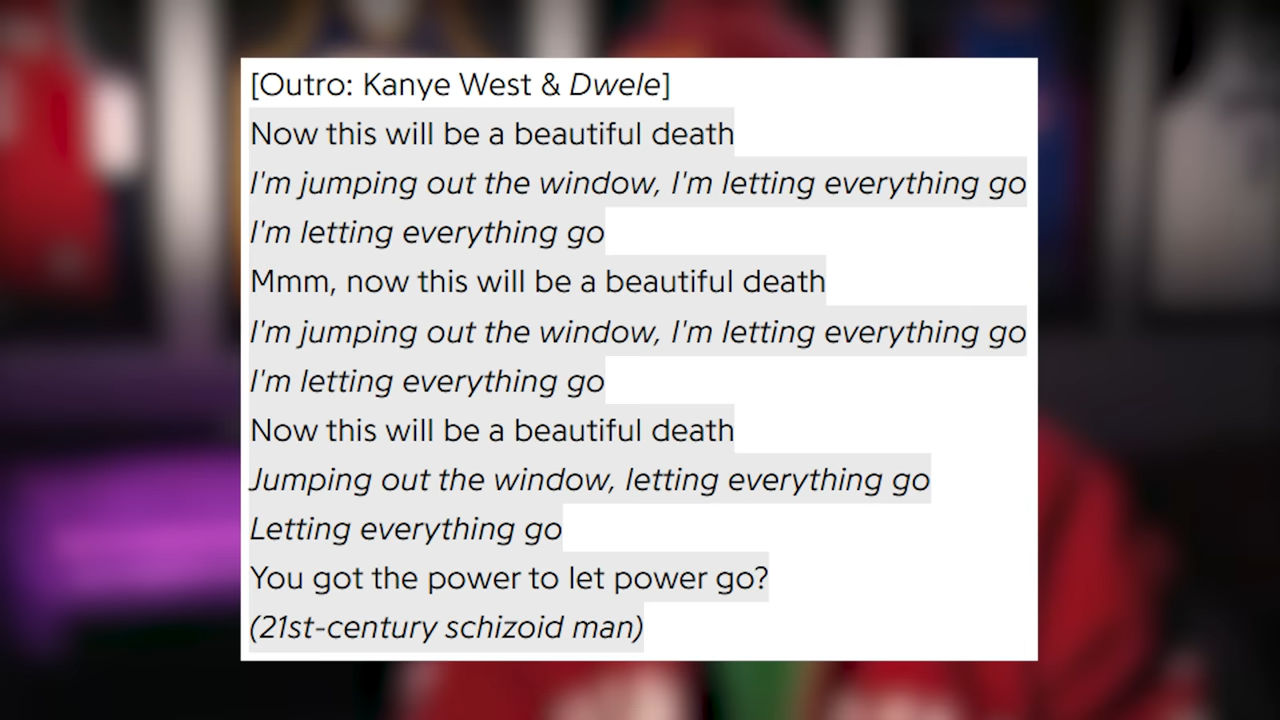 [Outro: Kanye West & Dwele]
Now this will be a beautiful death
I'm jumping out the window, I'm letting everything go
I'm letting everything go
Mmm, now this will be a beautiful death
I'm jumping out the window, I'm letting everything go
I'm letting everything go
Now this will be a beautiful death
Jumping out the window, letting everything go
Letting everything go
You got the power to let power go?
(21st-century schizoid man)